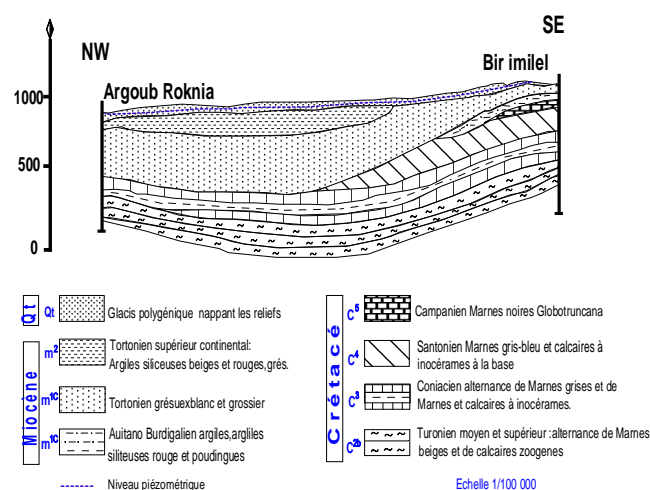 SE
NW
Bir imilel
Argoub Roknia
1000
500
0
Qt
Qt
Glacis polygénique nappant les reliefs
Miocène
m²
Tortonien supérieur continental:
Argiles siliceuses beiges et rouges,grés.
m¹ᶜ
Tortonien grésuexblanc et grossier
m¹ᶜ
Auitano Burdigalien argiles,argliles
siliteuses rouge et poudingues
Niveau piézométrique
Crétacé
C⁵
Campanien Marnes noires Globotruncana
C⁴
Santonien Marnes gris-bleu et calcaires à
inocérames à la base
C³
Coniacien alternance de Marnes grises et de
Marnes et calcaires à inocérames.
C²ᵇ
Turonien moyen et supérieur :alternance de Marnes
beiges et de calcaires zoogenes
Echelle 1/100 000